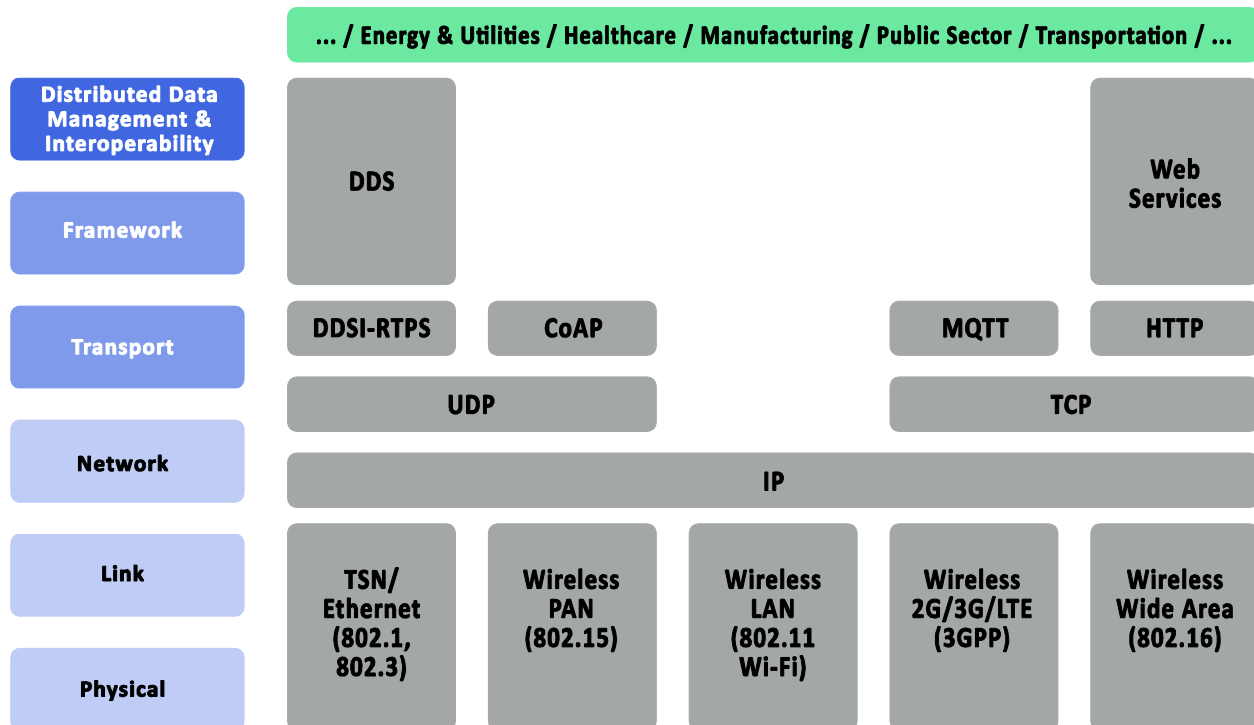 ... / Energy & Utilities / Healthcare / Manufacturing / Public Sector / Transportation / ...
Distributed Data
Management &
Interoperability
DDS
Web
Services
Framework
Transport
DDSI-RTPS
CoAP
MQTT
HTTP
UDP
TCP
Network
IP
Link
TSN/
Ethernet
(802.1,
802.3)
Wireless
PAN
(802.15)
Wireless
LAN
(802.11
Wi-Fi)
Wireless
2G/3G/LTE
(3GPP)
Wireless
Wide Area
(802.16)
Physical